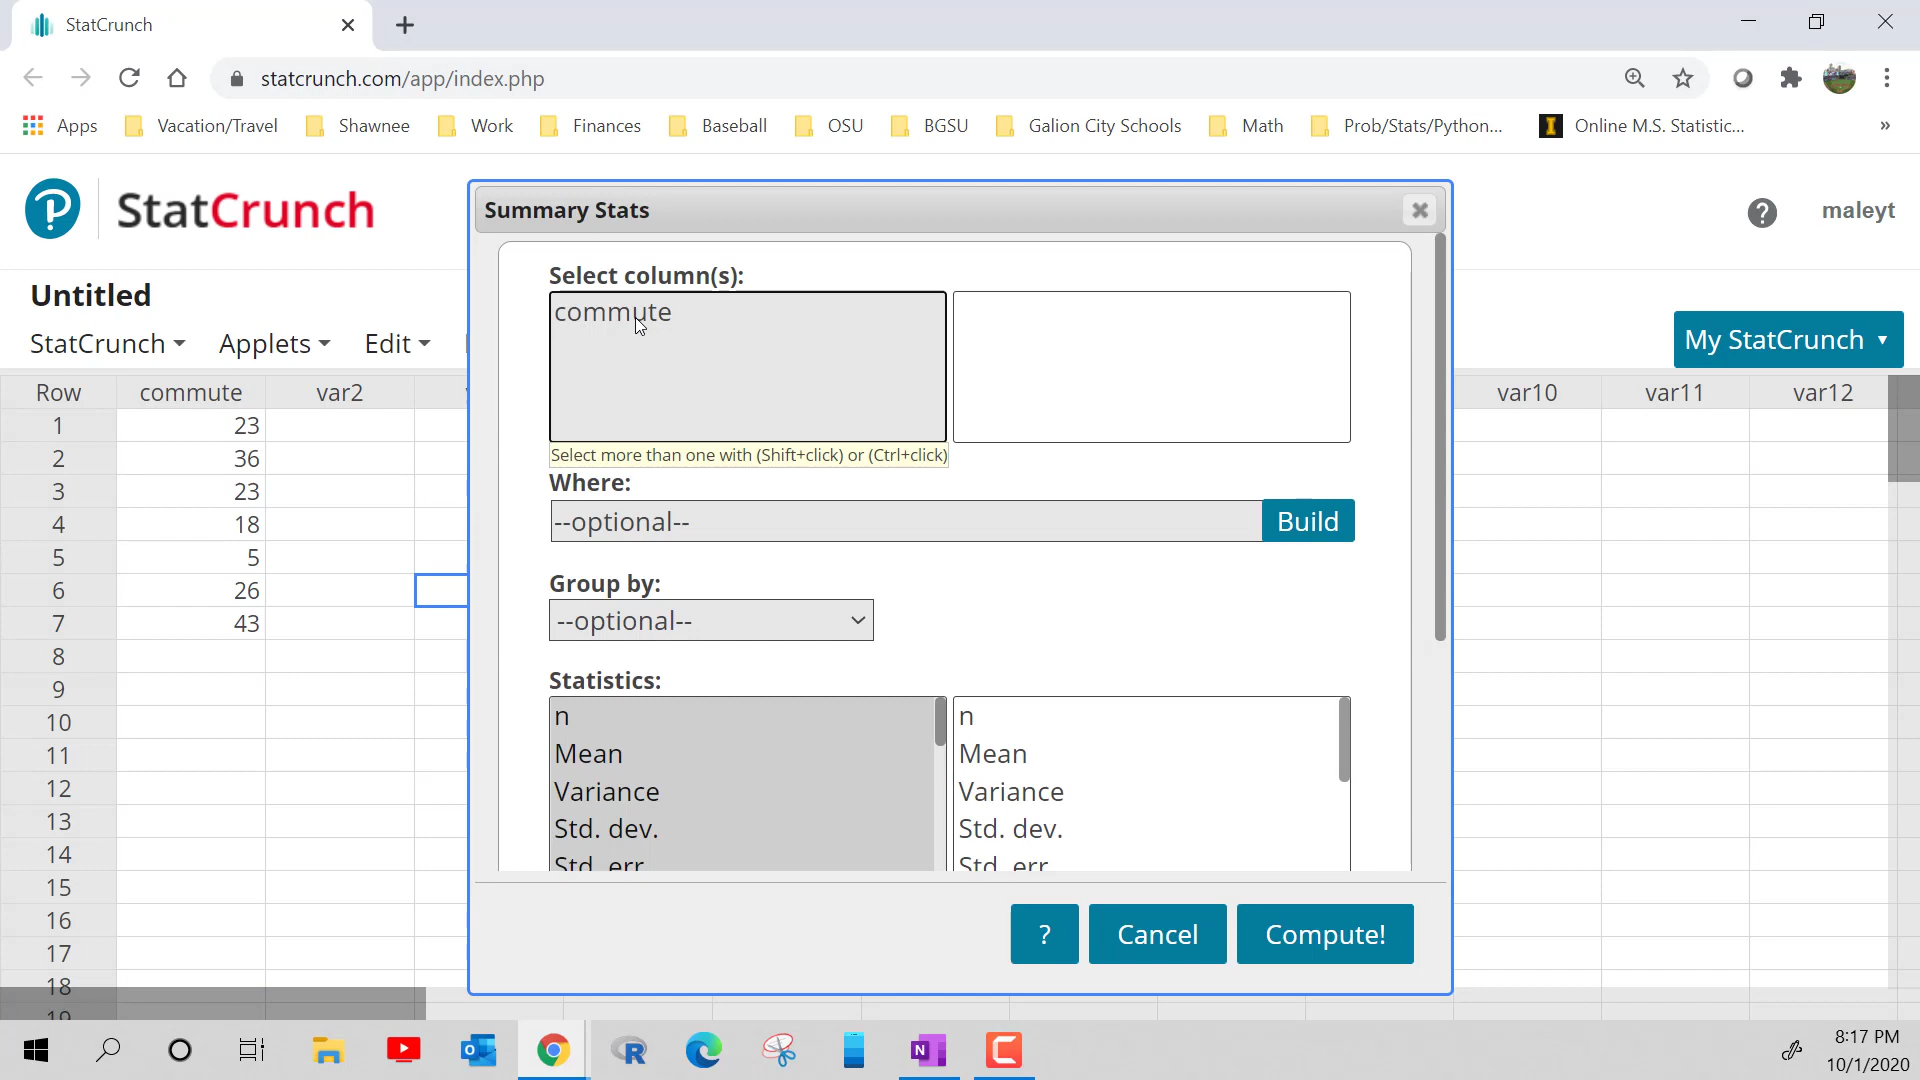 StatCrunch
statcrunch.com/app/index.php
Apps Vacation/Travel Shawnee Work Finances Baseball OSU BGSU Galion City Schools Math Prob/Stats/Python... Online M.S. Statistic... »
StatCrunch
maleyt
Untitled
StatCrunch Applets Edit
My StatCrunch
Summary Stats
Select column(s):
commute
Select more than one with (Shift+click) or (Ctrl+click)
Where:
--optional-- Build
Group by:
--optional--
Statistics:
n n
Mean Mean
Variance Variance
Std. dev. Std. dev.
Std. err. Std. err.
? Cancel Compute!
Row commute var2 var10 var11 var12
1 23
2 36
3 23
4 18
5 5
6 26
7 43
8
9
10
11
12
13
14
15
16
17
18
19
8:17 PM
10/1/2020